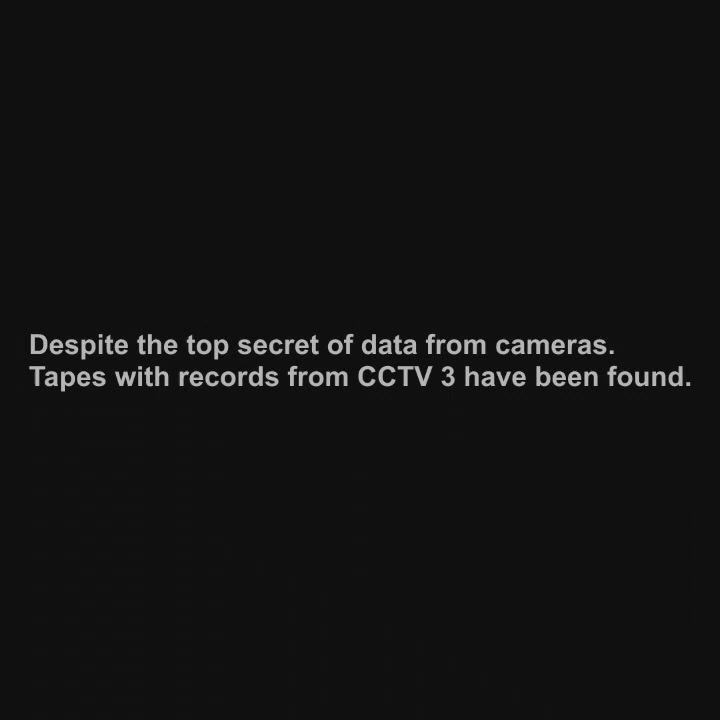 Despite the top secret of data from cameras.
Tapes with records from CCTV 3 have been found.